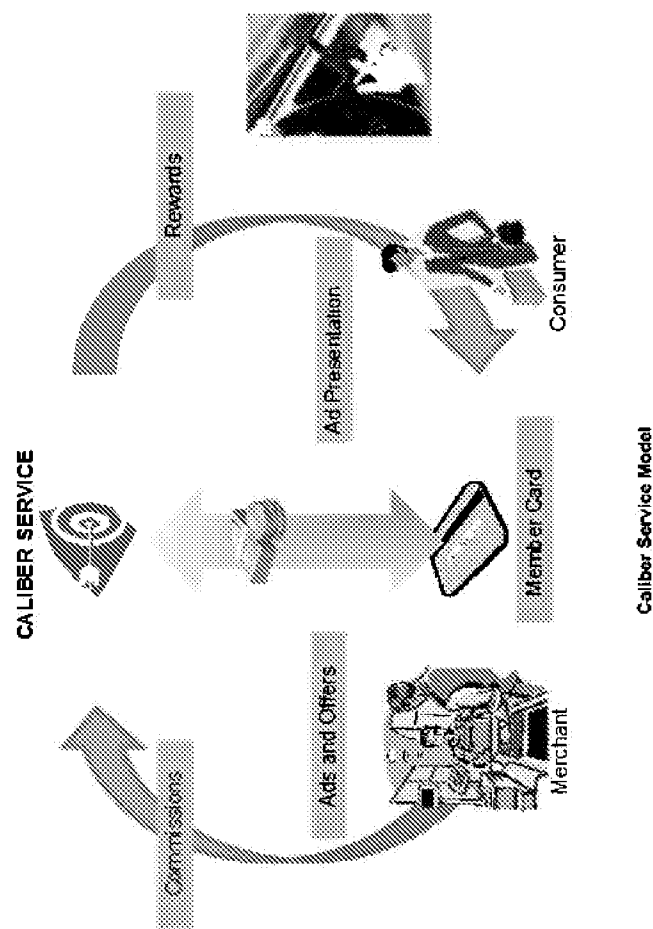 CALIBER SERVICE
Commissions
Rewards
Ads and Offers
Ad Presentation
Merchant
Member Card
Consumer
Caliber Service Model